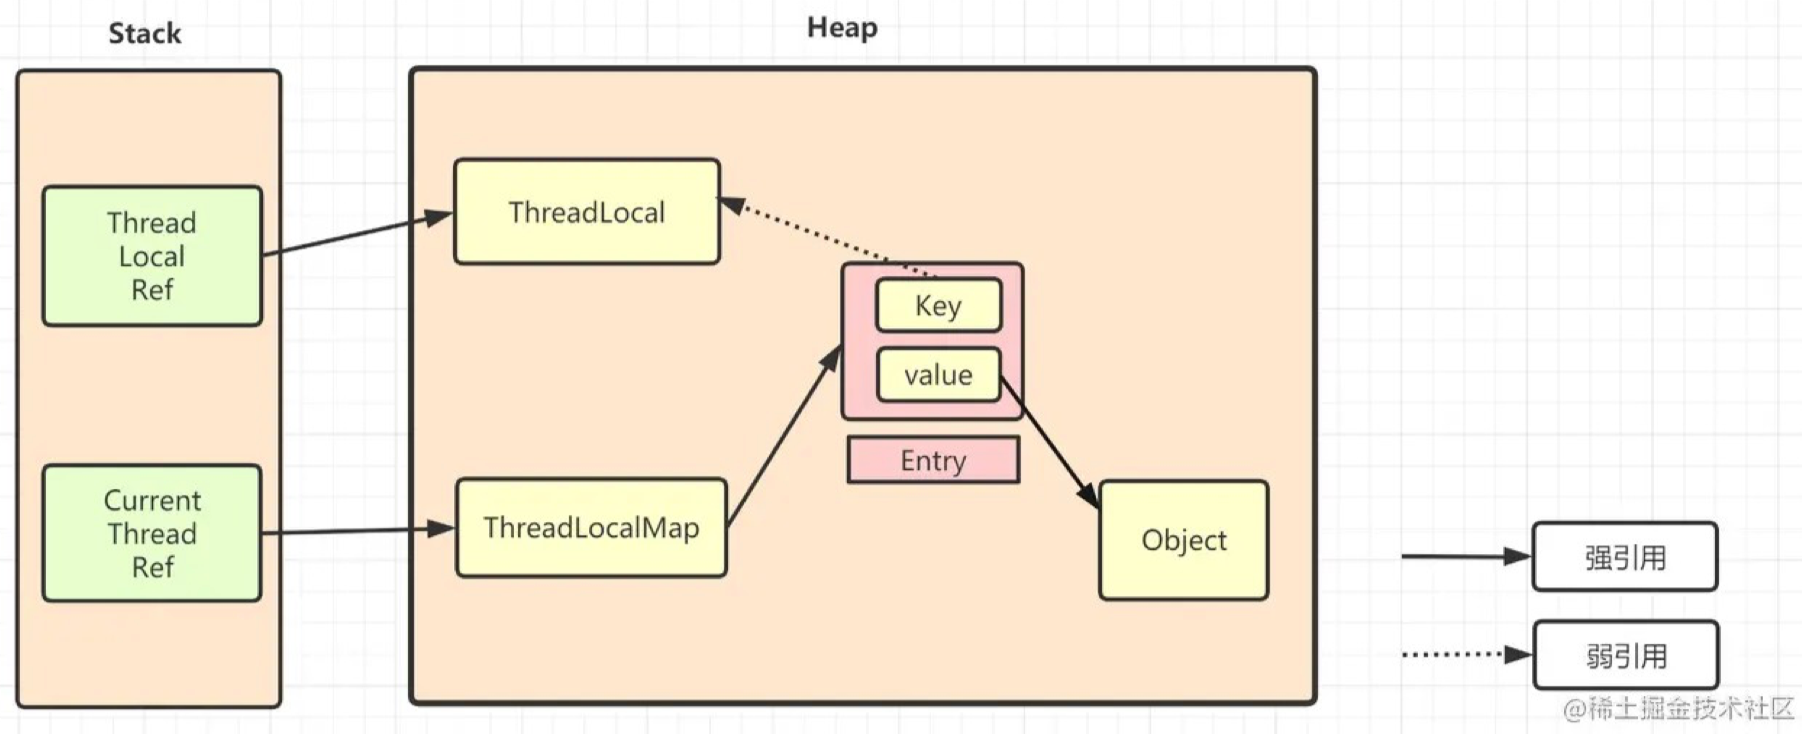 Stack
Heap
Thread
Local
Ref
ThreadLocal
Key
value
Entry
Current
Thread
Ref
ThreadLocalMap
Object
强引用
弱引用
@稀土掘金技术社区